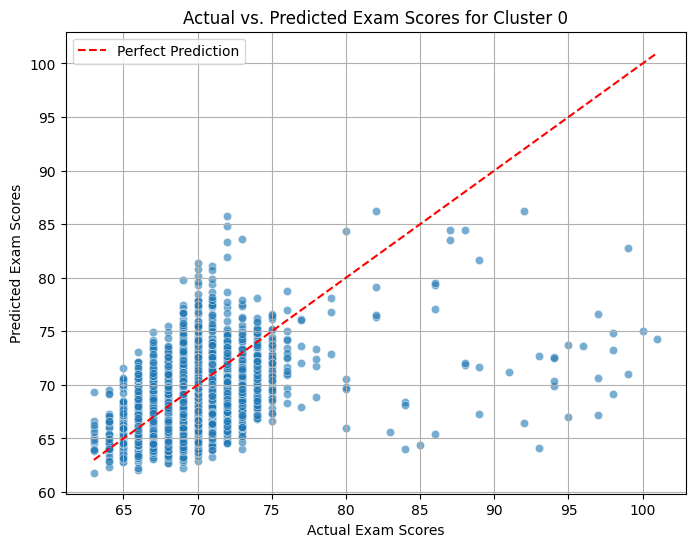 Actual vs. Predicted Exam Scores for Cluster 0
Perfect Prediction
100
95
90
85
80
75
70
65
60
Predicted Exam Scores
65 70 75 80 85 90 95 100
Actual Exam Scores